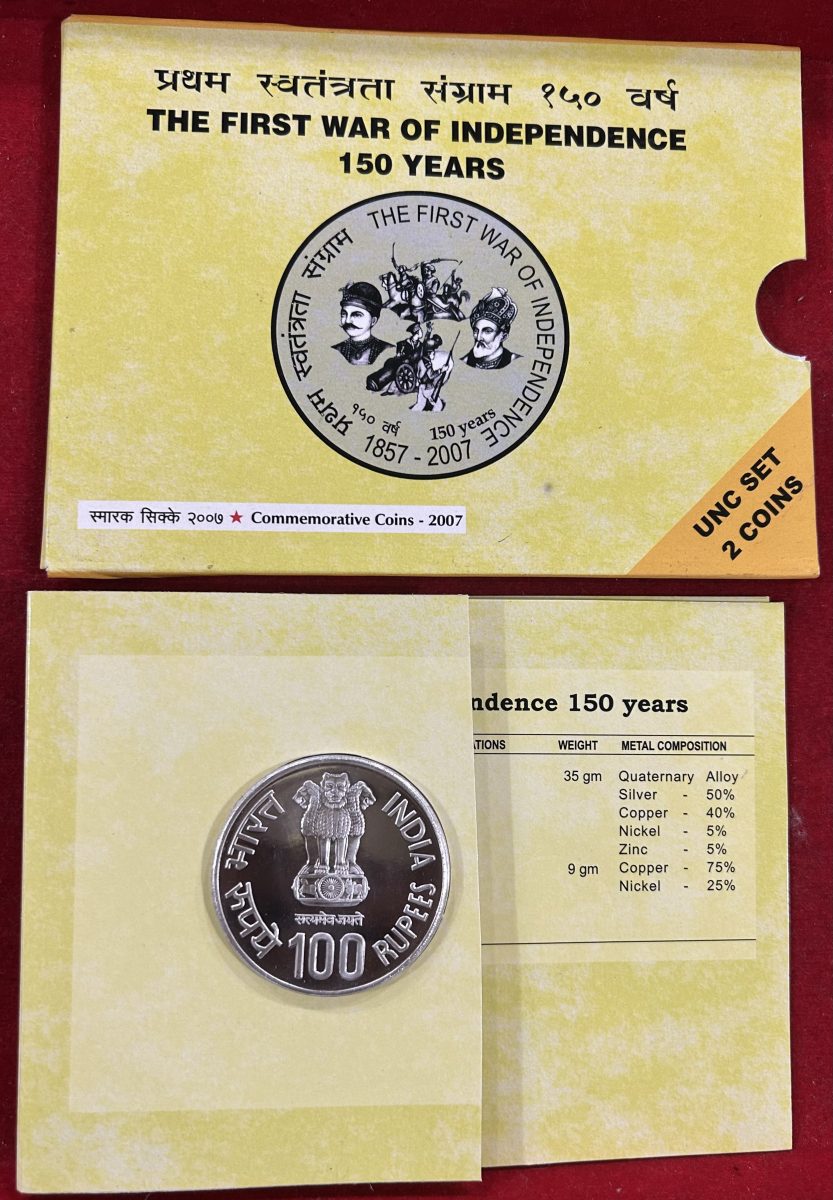 प्रथम स्वतंत्रता संग्राम १५० वर्ष
THE FIRST WAR OF INDEPENDENCE
150 YEARS
प्रथम स्वतंत्रता संग्राम
THE FIRST WAR OF INDEPENDENCE
१५० वर्ष
150 years
1857 - 2007
स्मारक सिक्के २००७ ★ Commemorative Coins - 2007
UNC SET
2 COINS
ndence 150 years
ATIONS WEIGHT METAL COMPOSITION
35 gm Quaternary Alloy
Silver - 50%
Copper - 40%
Nickel - 5%
Zinc - 5%
9 gm Copper - 75%
Nickel - 25%
भारत
INDIA
सत्यमेव जयते
रूपये
100
RUPEES